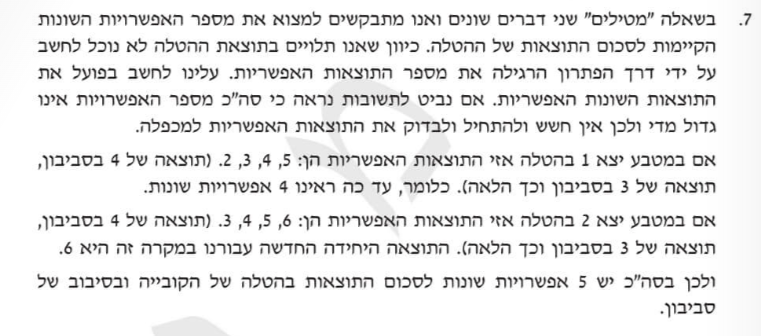 7. בשאלה "מטילים" שני דברים שונים ואנו מתבקשים למצוא את מספר האפשרויות השונות
הקיימות לסכום התוצאות של ההטלה. כיוון שאנו תלויים בתוצאת ההטלה לא נוכל לחשב
על ידי דרך הפתרון הרגילה את מספר התוצאות האפשריות. עלינו לחשב בפועל את
התוצאות השונות האפשריות. אם נביט לתשובות נראה כי סה"כ מספר האפשרויות אינו
גדול מדי ולכן אין חשש ולהתחיל ולבדוק את התוצאות האפשריות למכפלה.
אם במטבע יצא 1 בהטלה אזי התוצאות האפשריות הן: 5, 4, 3, 2. (תוצאה של 4 בסביבון,
תוצאה של 3 בסביבון וכך הלאה). כלומר, עד כה ראינו 4 אפשרויות שונות.
אם במטבע יצא 2 בהטלה אזי התוצאות האפשריות הן: 6, 5, 4, 3. (תוצאה של 4 בסביבון,
תוצאה של 3 בסביבון וכך הלאה). התוצאה היחידה החדשה עבורנו במקרה זה היא 6.
ולכן בסה"כ יש 5 אפשרויות שונות לסכום התוצאות בהטלה של הקובייה ובסיבוב של
סביבון.